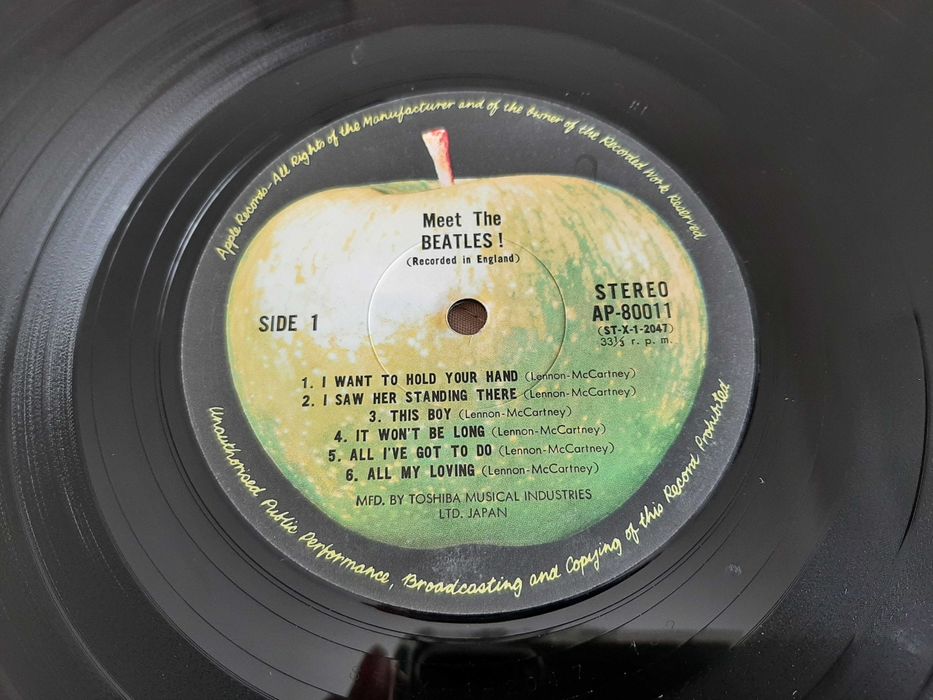 Apple Records-All Rights of the Manufacturer and of the Owner of the Recorded Work Reserved
Meet The
BEATLES!
(Recorded in England)
SIDE 1
STEREO
AP-80011
(ST-X-1-2047)
33⅓ r. p. m.
1. I WANT TO HOLD YOUR HAND (Lennon-McCartney)
2. I SAW HER STANDING THERE (Lennon-McCartney)
3. THIS BOY (Lennon-McCartney)
4. IT WON'T BE LONG (Lennon-McCartney)
5. ALL I'VE GOT TO DO (Lennon-McCartney)
6. ALL MY LOVING (Lennon-McCartney)
MFD. BY TOSHIBA MUSICAL INDUSTRIES
LTD. JAPAN
Unauthorised Public Performance, Broadcasting and Copying of this Record Prohibited